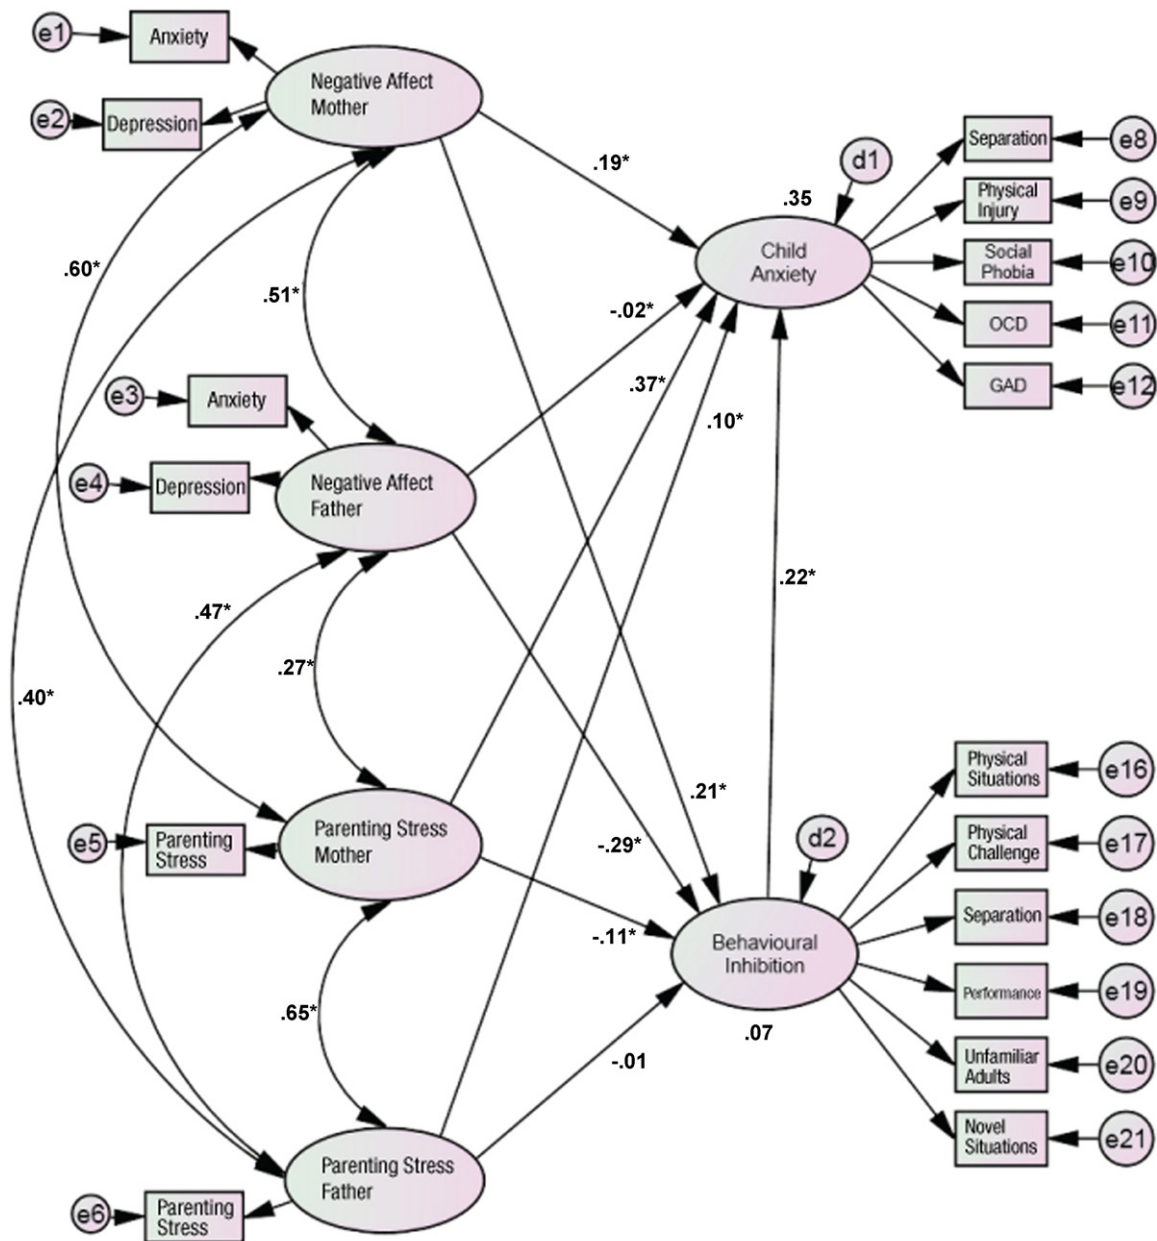 e1
Anxiety
Negative Affect
Mother
e2
Depression
.19*
d1
.35
Child
Anxiety
Separation
e8
Physical
Injury
e9
Social
Phobia
e10
OCD
e11
GAD
e12
.60*
.51*
-.02*
.37*
.10*
e3
Anxiety
e4
Depression
Negative Affect
Father
.47*
.27*
.22*
.40*
Parenting Stress
Mother
e5
Parenting
Stress
.21*
-.29*
-.11*
d2
Behavioural
Inhibition
.07
Physical
Situations
e16
Physical
Challenge
e17
Separation
e18
Performance
e19
Unfamiliar
Adults
e20
Novel
Situations
e21
.65*
-.01
Parenting Stress
Father
e6
Parenting
Stress